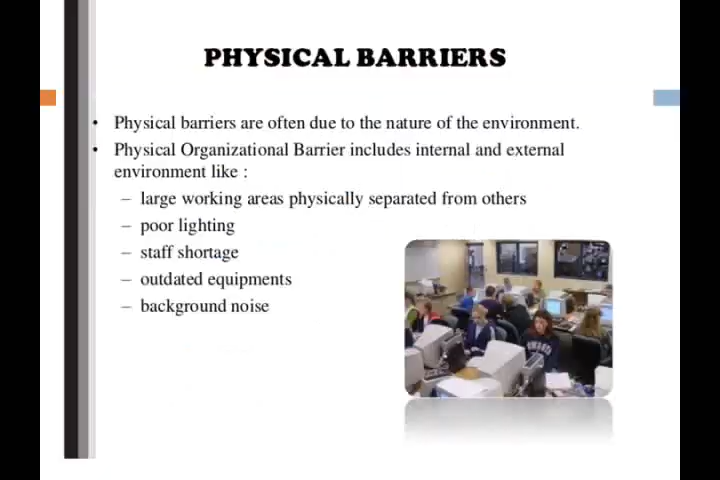 PHYSICAL BARRIERS
• Physical barriers are often due to the nature of the environment.
• Physical Organizational Barrier includes internal and external
environment like :
– large working areas physically separated from others
– poor lighting
– staff shortage
– outdated equipments
– background noise